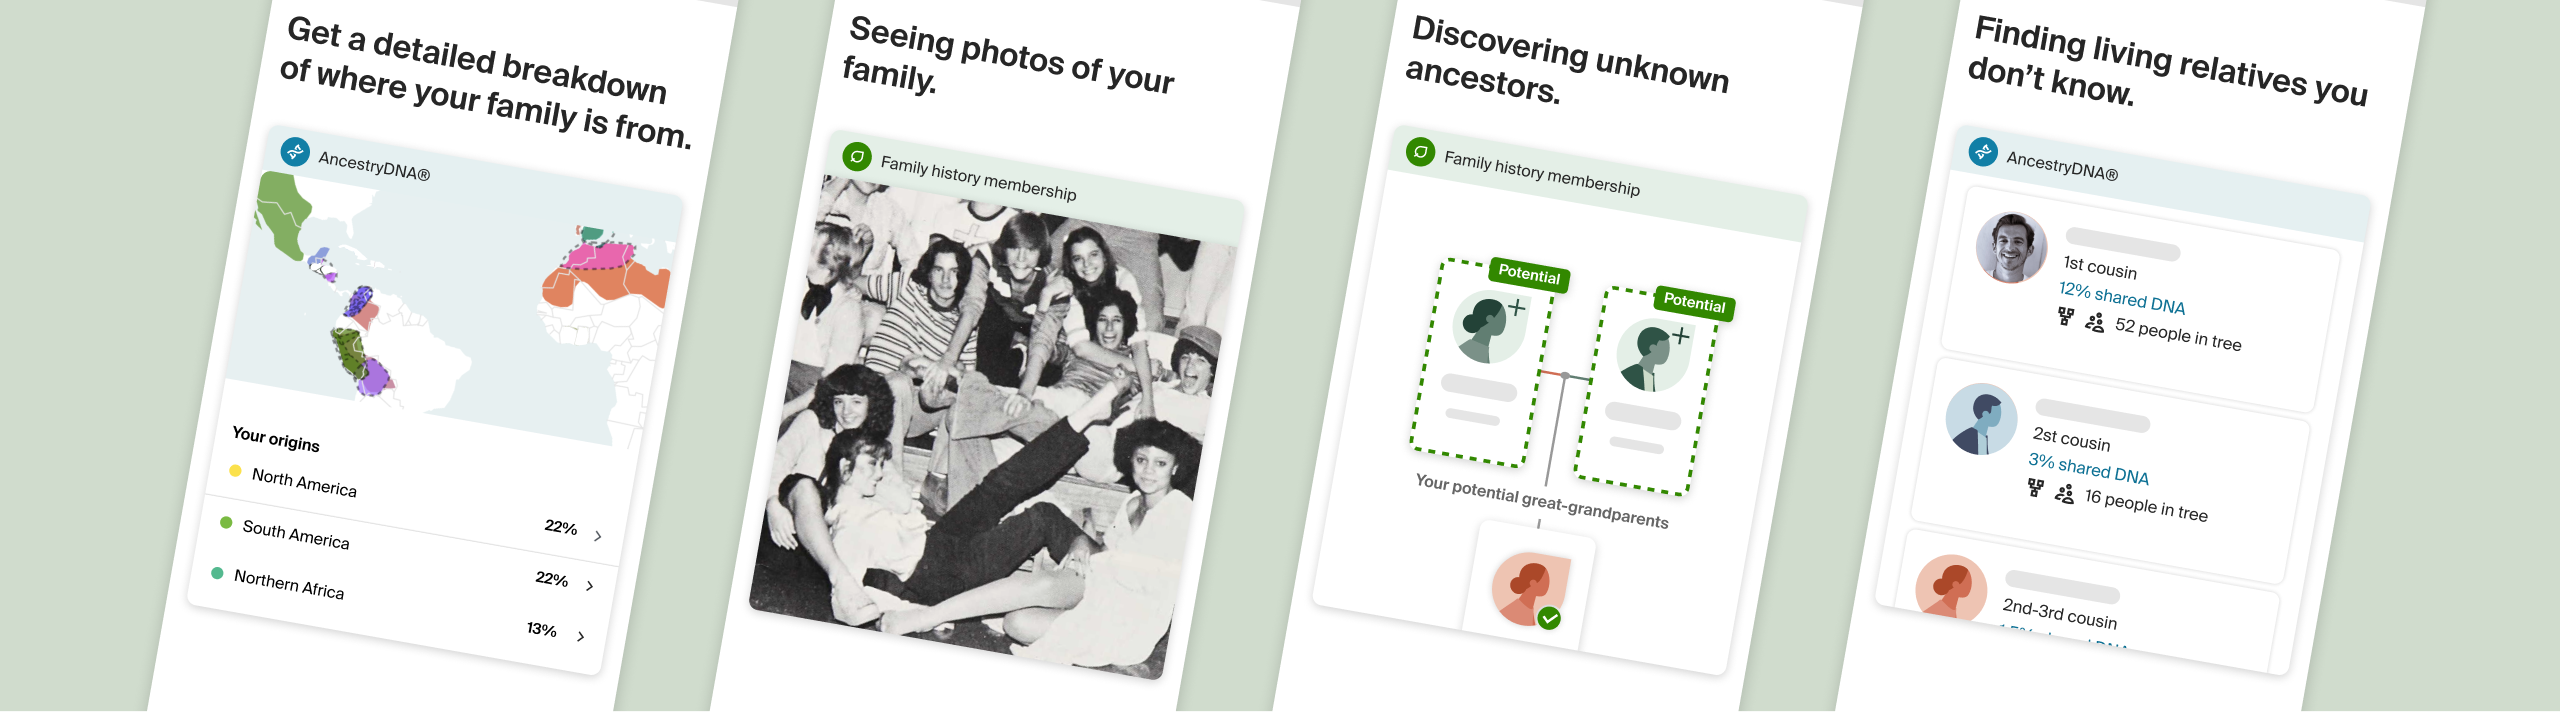 Get a detailed breakdown
of where your family is from.
AncestryDNA®
Your origins
North America
22%
South America
22%
Northern Africa
13%
Seeing photos of your
family.
Family history membership
Discovering unknown
ancestors.
Family history membership
Potential
Potential
Your potential great-grandparents
Finding living relatives you
don't know.
AncestryDNA®
1st cousin
12% shared DNA
52 people in tree
2st cousin
3% shared DNA
16 people in tree
2nd-3rd cousin